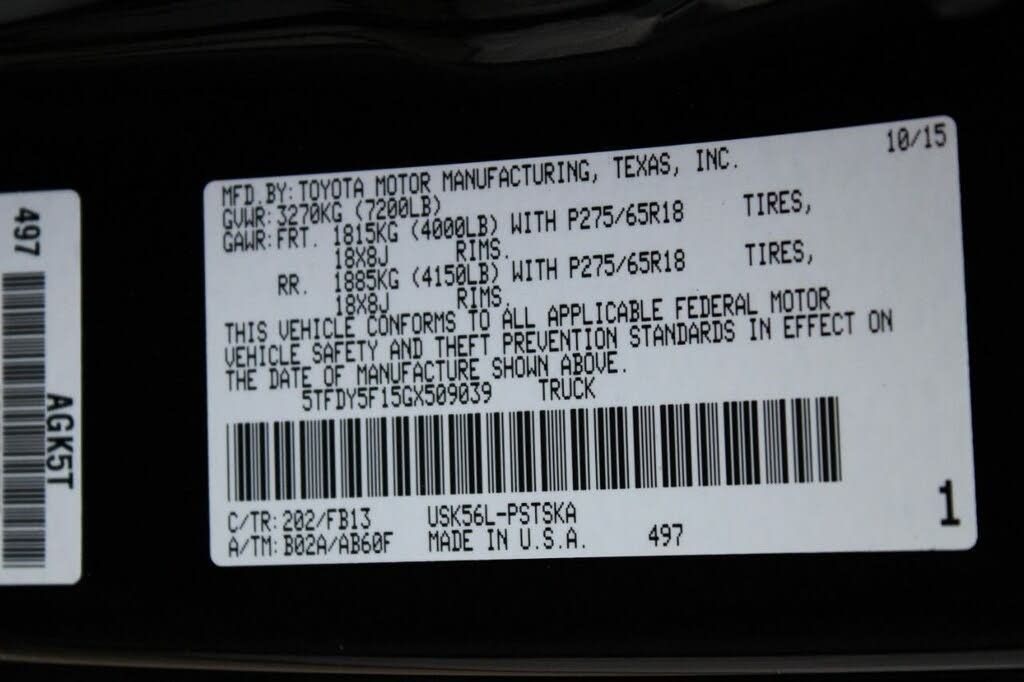 497
AGK5T
10/15
MFD.BY: TOYOTA MOTOR MANUFACTURING, TEXAS, INC.
GVWR: 3270KG (7200LB)
GAWR: FRT. 1815KG (4000LB) WITH P275/65R18 TIRES,
18X8J RIMS.
RR. 1885KG (4150LB) WITH P275/65R18 TIRES,
18X8J RIMS.
THIS VEHICLE CONFORMS TO ALL APPLICABLE FEDERAL MOTOR
VEHICLE SAFETY AND THEFT PREVENTION STANDARDS IN EFFECT ON
THE DATE OF MANUFACTURE SHOWN ABOVE.
5TFDY5F15GX509039 TRUCK
C/TR: 202/FB13 USK56L-PSTSKA
A/TM: B02A/AB60F MADE IN U.S.A. 497
1